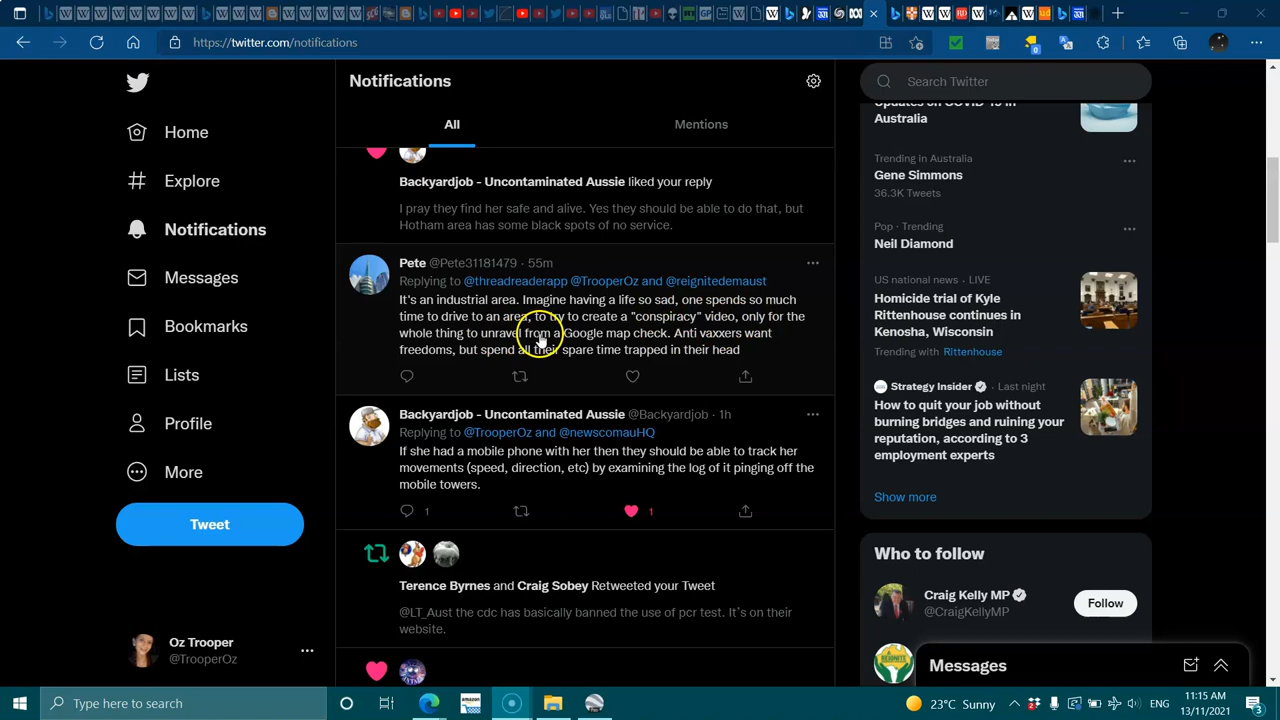 https://twitter.com/notifications
Home
Explore
Notifications
Messages
Bookmarks
Lists
Profile
More
Tweet
Oz Trooper
@TrooperOz
Notifications
All
Mentions
Backyardjob - Uncontaminated Aussie liked your reply
I pray they find her safe and alive. Yes they should be able to do that, but
Hotham area has some black spots of no service.
Pete @Pete31181479 · 55m
Replying to @threadreaderapp @TrooperOz and @reignitedemaust
It's an industrial area. Imagine having a life so sad, one spends so much
time to drive to an area, to try to create a "conspiracy" video, only for the
whole thing to unravel from a Google map check. Anti vaxxers want
freedoms, but spend all their spare time trapped in their head
Backyardjob - Uncontaminated Aussie @Backyardjob · 1h
Replying to @TrooperOz and @newscomauHQ
If she had a mobile phone with her then they should be able to track her
movements (speed, direction, etc) by examining the log of it pinging off the
mobile towers.
1
1
Terence Byrnes and Craig Sobey Retweeted your Tweet
@LT_Aust the cdc has basically banned the use of pcr test. It's on their
website.
Search Twitter
Updates on COVID-19 in
Australia
Trending in Australia
Gene Simmons
36.3K Tweets
Pop · Trending
Neil Diamond
US national news · LIVE
Homicide trial of Kyle
Rittenhouse continues in
Kenosha, Wisconsin
Trending with Rittenhouse
Strategy Insider · Last night
How to quit your job without
burning bridges and ruining your
reputation, according to 3
employment experts
Show more
Who to follow
Craig Kelly MP
@CraigKellyMP
Follow
Messages
Type here to search
amazon
23°C Sunny
11:15 AM
13/11/2021
3